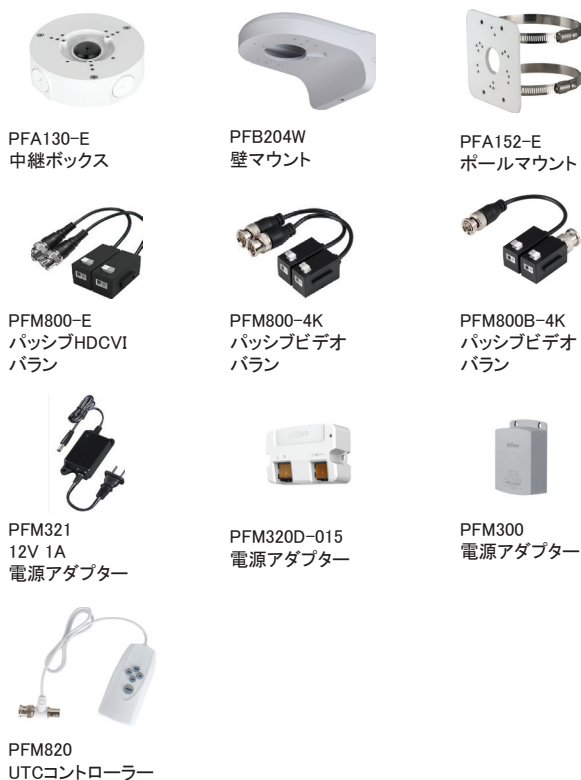 PFA130-E
中継ボックス
PFB204W
壁マウント
PFA152-E
ポールマウント
PFM800-E
パッシブHDCVI
バラン
PFM800-4K
パッシブビデオ
バラン
PFM800B-4K
パッシブビデオ
バラン
PFM321
12V 1A
電源アダプター
PFM320D-015
電源アダプター
PFM300
電源アダプター
PFM820
UTCコントローラー